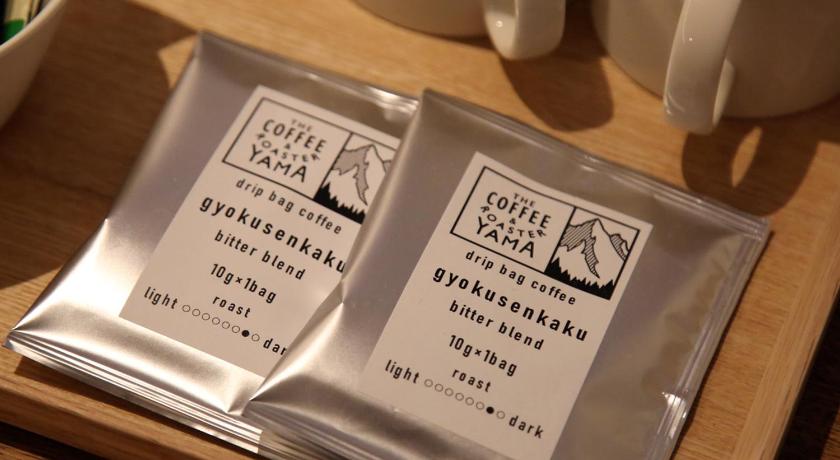 THE
COFFEE
&
ROASTER
YAMA
drip bag coffee
gyokusenkaku
bitter blend
10g×1bag
roast
light ○○○○○○●○ dar
THE
COFFEE
&
ROASTER
YAMA
drip bag coffee
gyokusenkaku
bitter blend
10g×1bag
roast
light ○○○○○○●○ dark